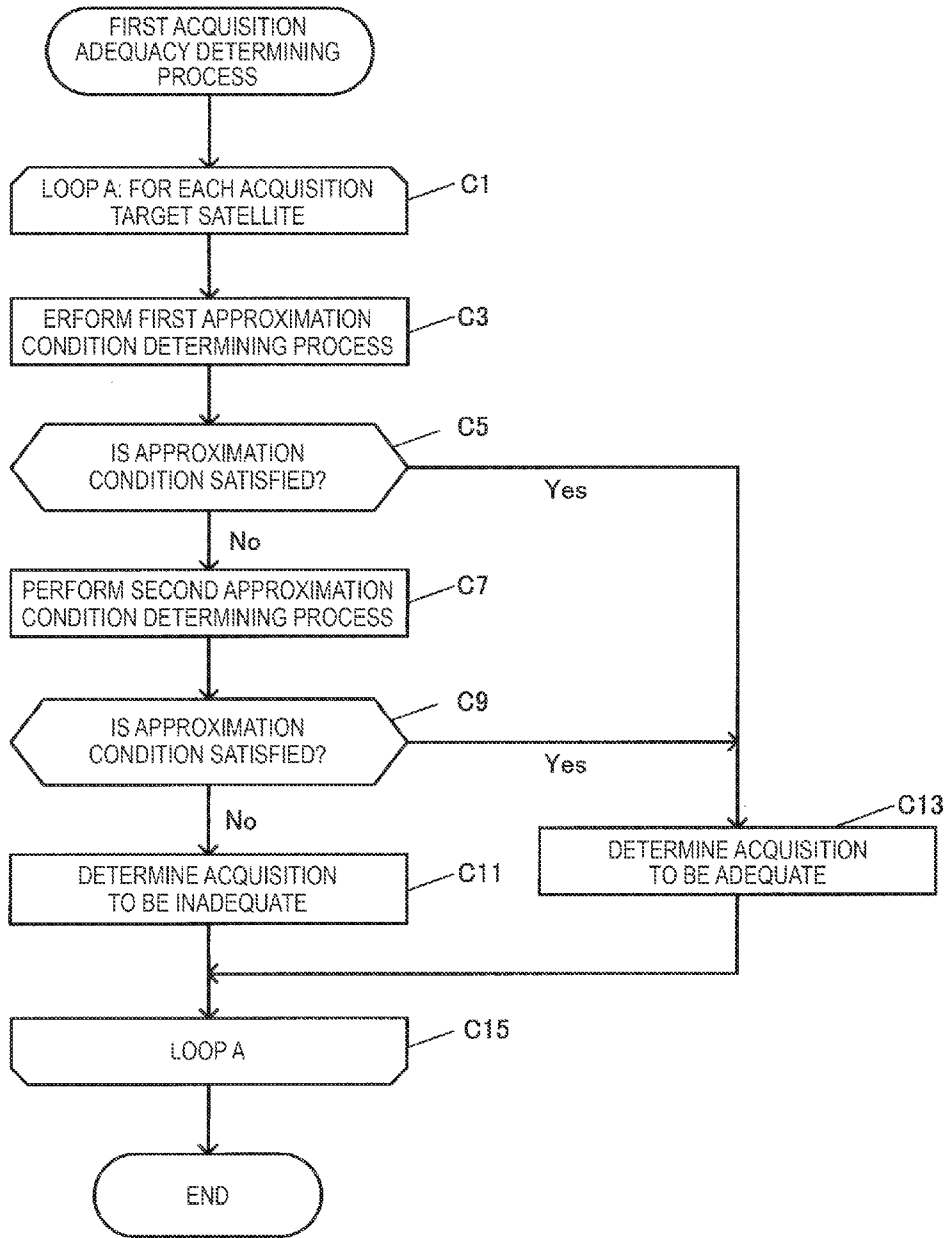 FIRST ACQUISITION
ADEQUACY DETERMINING
PROCESS
LOOP A: FOR EACH ACQUISITION
TARGET SATELLITE
C1
ERFORM FIRST APPROXIMATION
CONDITION DETERMINING PROCESS
C3
IS APPROXIMATION
CONDITION SATISFIED?
C5
Yes
No
PERFORM SECOND APPROXIMATION
CONDITION DETERMINING PROCESS
C7
IS APPROXIMATION
CONDITION SATISFIED?
C9
Yes
No
DETERMINE ACQUISITION
TO BE INADEQUATE
C11
DETERMINE ACQUISITION
TO BE ADEQUATE
C13
LOOP A
C15
END